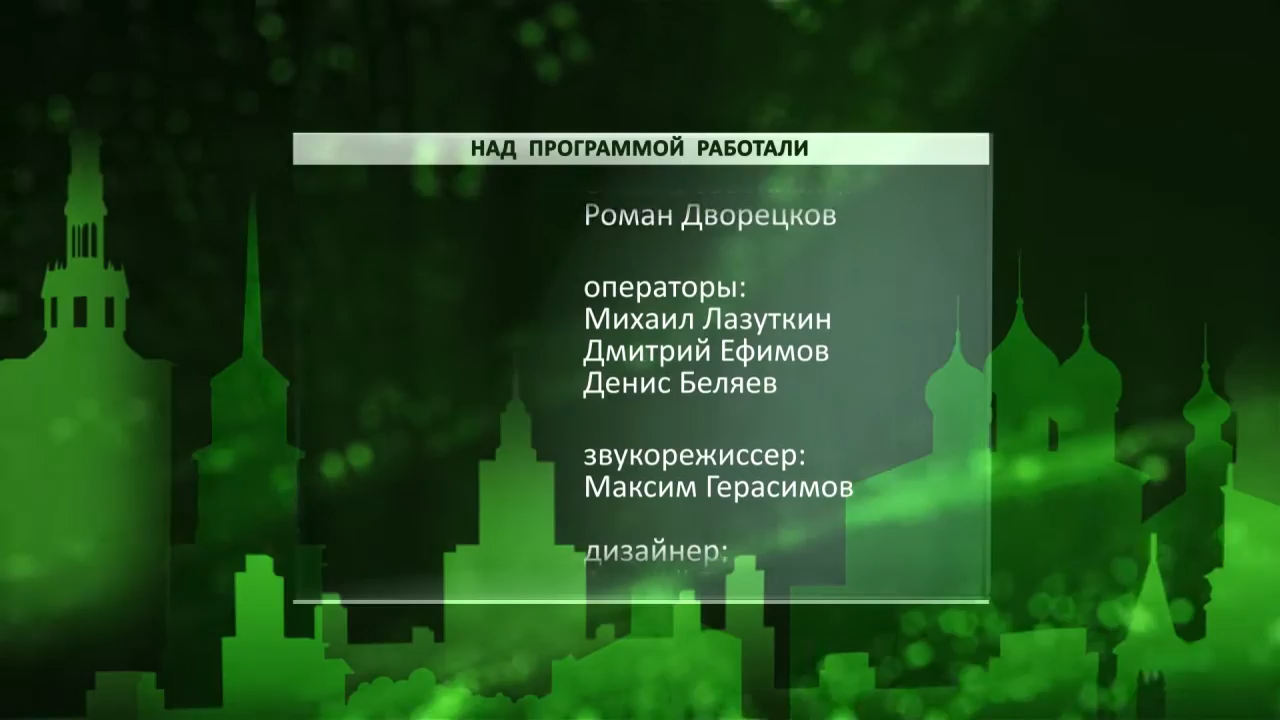 НАД ПРОГРАММОЙ РАБОТАЛИ
Роман Дворецков
операторы:
Михаил Лазуткин
Дмитрий Ефимов
Денис Беляев
звукорежиссер:
Максим Герасимов
дизайнер: